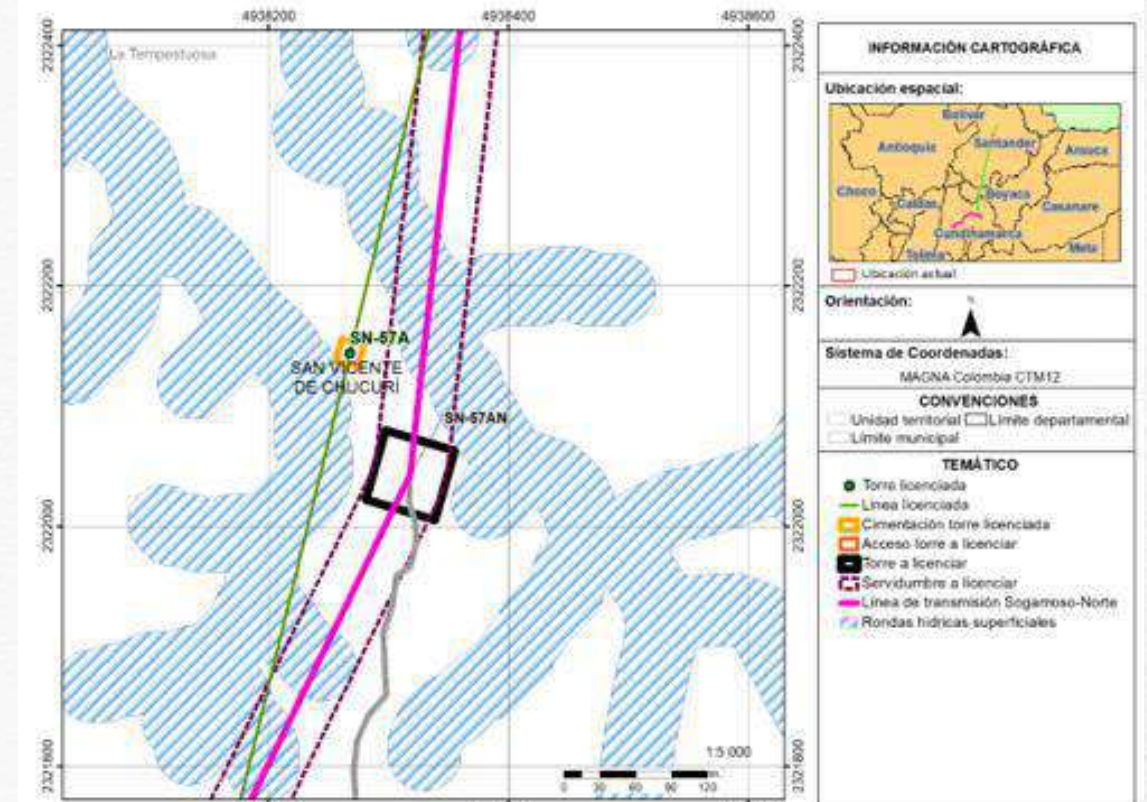 4938200 4938400 4938600
2322400 2322400
La Tempestuosa
2322200 2322200
SN-57A
SAN VICENTE
DE CHUCURÍ
SN-57AN
2322000 2322000
2321800 2321800
1:5 000
0 30 60 90 120
INFORMACIÓN CARTOGRÁFICA
Ubicación espacial:
Bolívar
Antioquia
Santander
Arauca
Choco
Caldas
Boyaca
Casanare
Cundinamarca
Tolima
Meta
Ubicación actual
Orientación:
N
Sistema de Coordenadas:
MAGNA Colombia CTM12
CONVENCIONES
Unidad territorial Límite departamental
Límite municipal
TEMÁTICO
Torre licenciada
Línea licenciada
Cimentación torre licenciada
Acceso torre a licenciar
Torre a licenciar
Servidumbre a licenciar
Línea de transmisión Sogamoso-Norte
Rondas hídricas superficiales